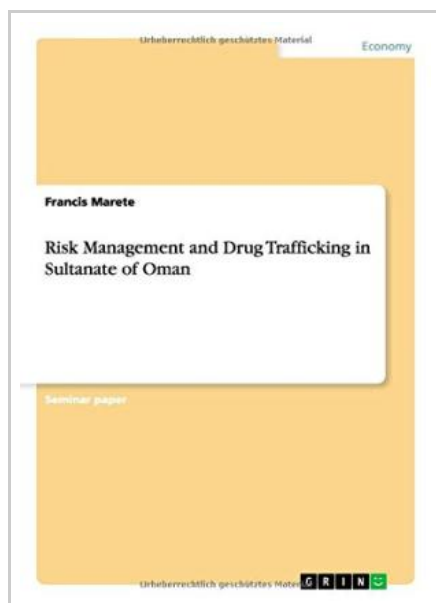 Urheberrechtlich geschütztes Material
Economy
Francis Marete
Risk Management and Drug Trafficking in
Sultanate of Oman
Seminar paper
Urheberrechtlich geschütztes Mater
GRIN